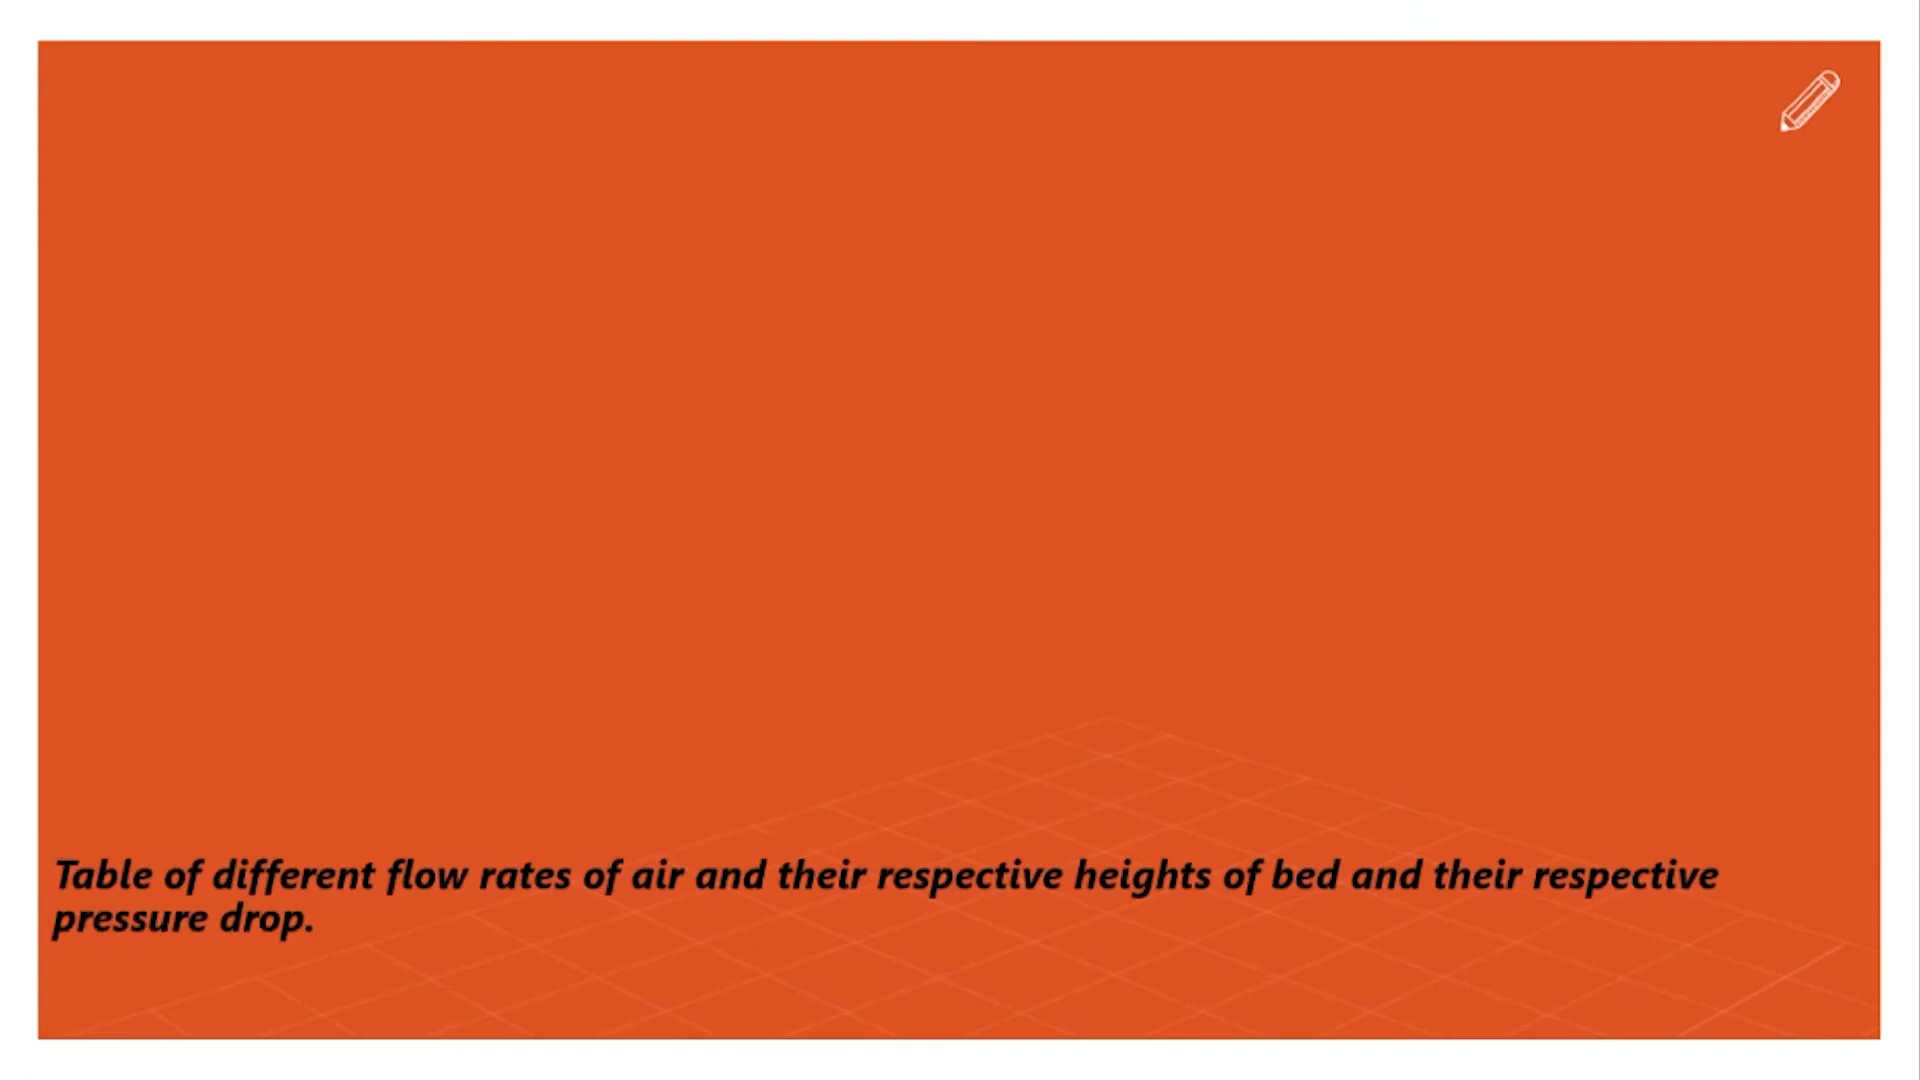 Table of different flow rates of air and their respective heights of bed and their respective
pressure drop.